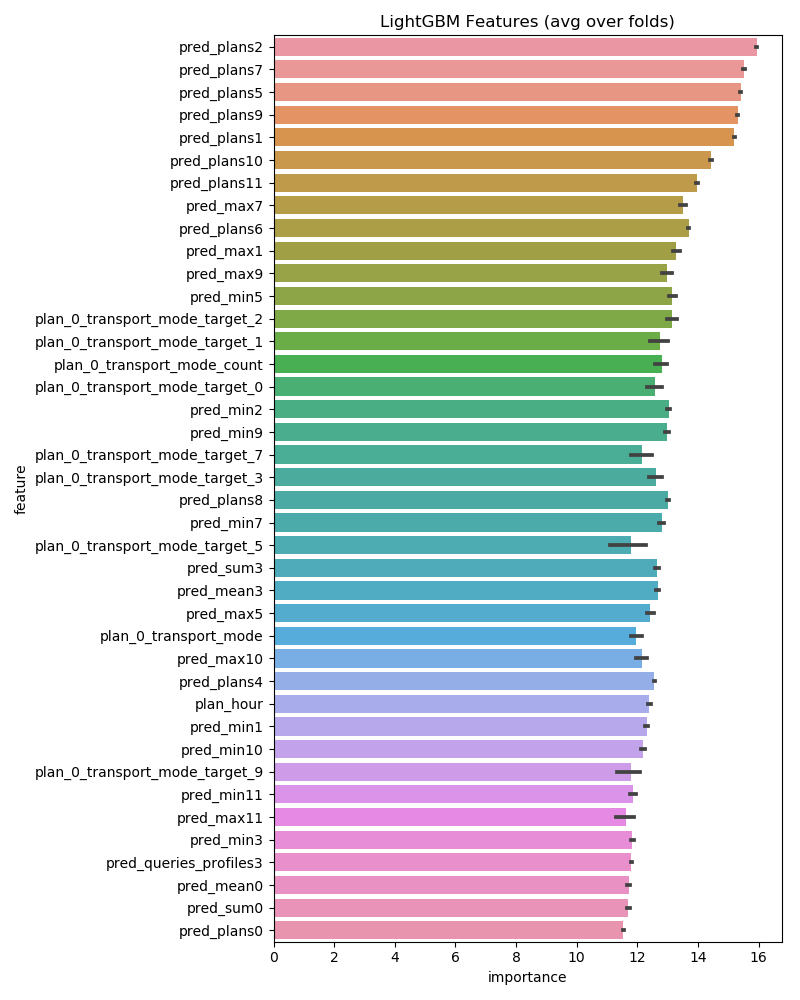 LightGBM Features (avg over folds)
pred_plans2
pred_plans7
pred_plans5
pred_plans9
pred_plans1
pred_plans10
pred_plans11
pred_max7
pred_plans6
pred_max1
pred_max9
pred_min5
plan_0_transport_mode_target_2
plan_0_transport_mode_target_1
plan_0_transport_mode_count
plan_0_transport_mode_target_0
pred_min2
pred_min9
plan_0_transport_mode_target_7
plan_0_transport_mode_target_3
pred_plans8
pred_min7
plan_0_transport_mode_target_5
pred_sum3
pred_mean3
pred_max5
plan_0_transport_mode
pred_max10
pred_plans4
plan_hour
pred_min1
pred_min10
plan_0_transport_mode_target_9
pred_min11
pred_max11
pred_min3
pred_queries_profiles3
pred_mean0
pred_sum0
pred_plans0
feature
0 2 4 6 8 10 12 14 16
importance